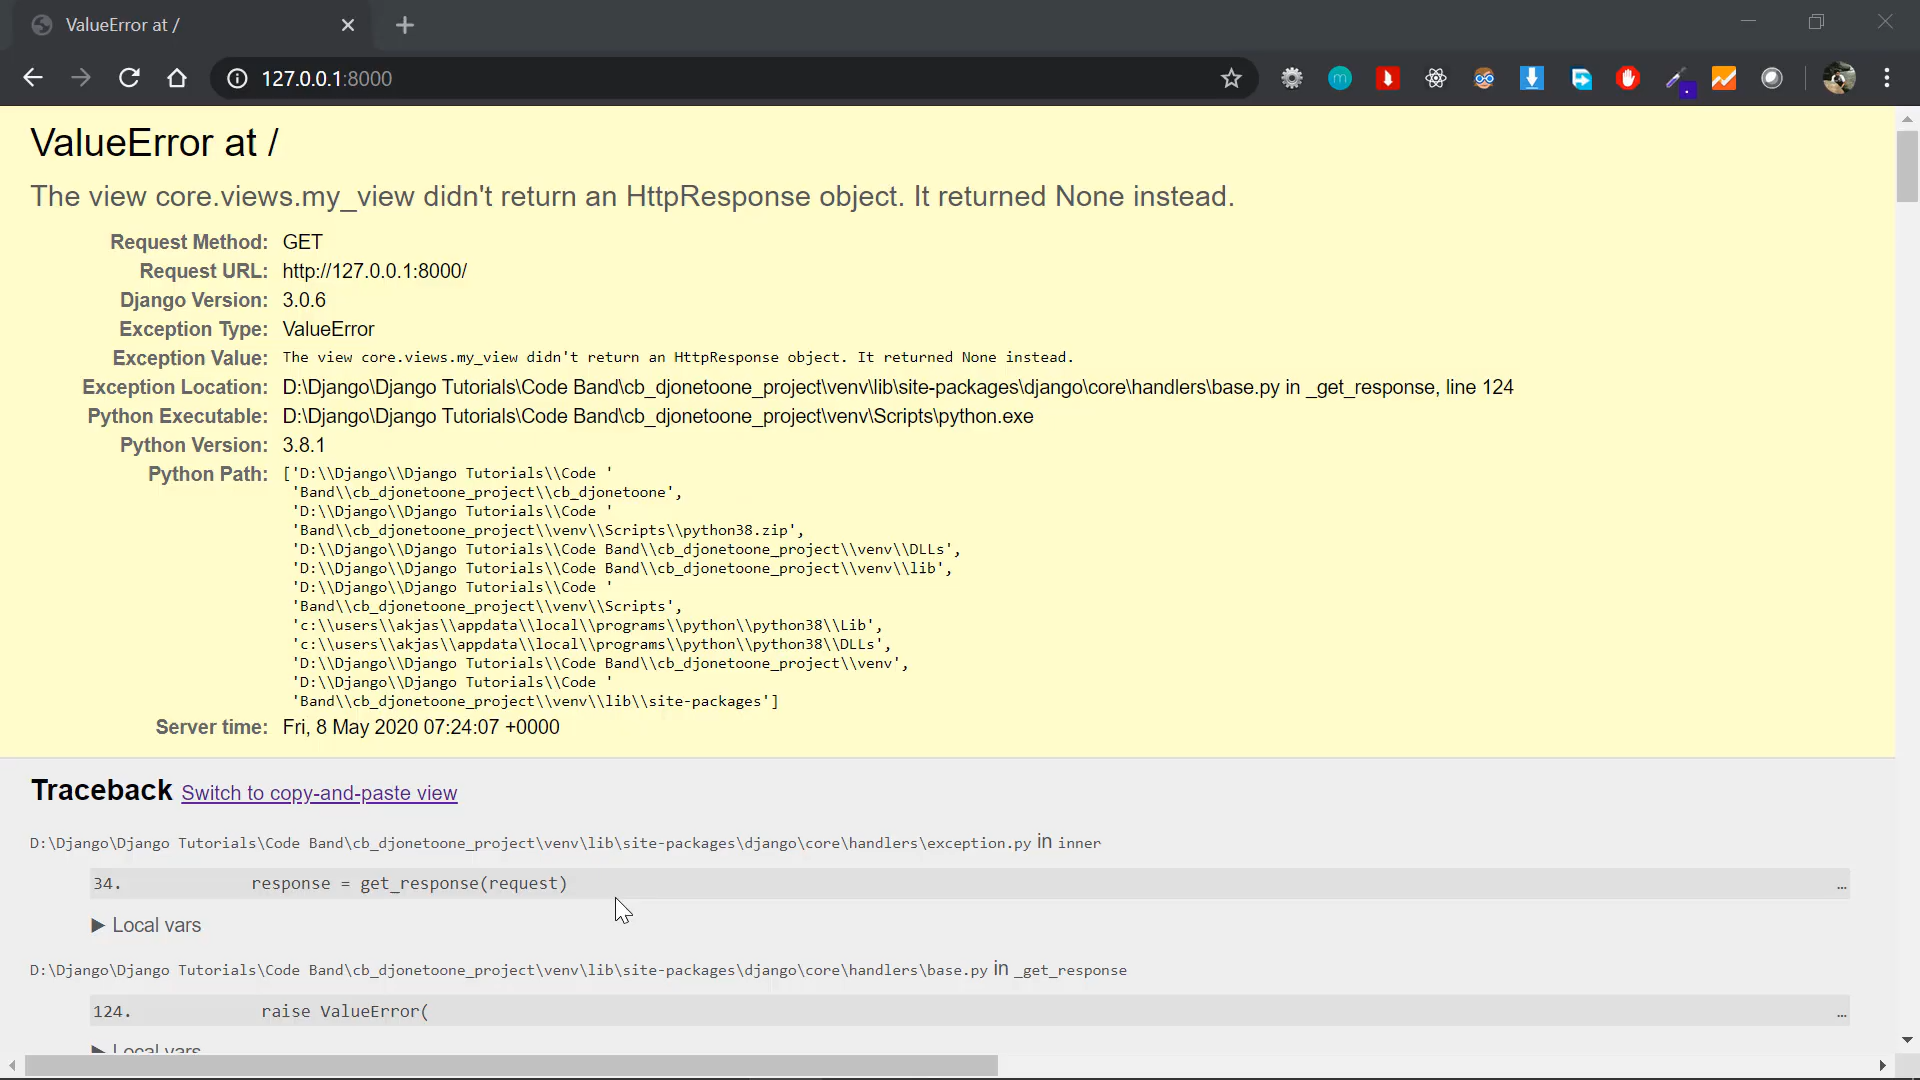 ValueError at /
127.0.0.1:8000
ValueError at /
The view core.views.my_view didn't return an HttpResponse object. It returned None instead.
Request Method: GET
Request URL: http://127.0.0.1:8000/
Django Version: 3.0.6
Exception Type: ValueError
Exception Value: The view core.views.my_view didn't return an HttpResponse object. It returned None instead.
Exception Location: D:\Django\Django Tutorials\Code Band\cb_djonetoone_project\venv\lib\site-packages\django\core\handlers\base.py in _get_response, line 124
Python Executable: D:\Django\Django Tutorials\Code Band\cb_djonetoone_project\venv\Scripts\python.exe
Python Version: 3.8.1
Python Path: ['D:\\Django\\Django Tutorials\\Code '
'Band\\cb_djonetoone_project\\cb_djonetoone',
'D:\\Django\\Django Tutorials\\Code '
'Band\\cb_djonetoone_project\\venv\\Scripts\\python38.zip',
'D:\\Django\\Django Tutorials\\Code Band\\cb_djonetoone_project\\venv\\DLLs',
'D:\\Django\\Django Tutorials\\Code Band\\cb_djonetoone_project\\venv\\lib',
'D:\\Django\\Django Tutorials\\Code '
'Band\\cb_djonetoone_project\\venv\\Scripts',
'c:\\users\\akjas\\appdata\\local\\programs\\python\\python38\\Lib',
'c:\\users\\akjas\\appdata\\local\\programs\\python\\python38\\DLLs',
'D:\\Django\\Django Tutorials\\Code Band\\cb_djonetoone_project\\venv',
'D:\\Django\\Django Tutorials\\Code '
'Band\\cb_djonetoone_project\\venv\\lib\\site-packages']
Server time: Fri, 8 May 2020 07:24:07 +0000
Traceback Switch to copy-and-paste view
D:\Django\Django Tutorials\Code Band\cb_djonetoone_project\venv\lib\site-packages\django\core\handlers\exception.py in inner
34. response = get_response(request) …
▶ Local vars
D:\Django\Django Tutorials\Code Band\cb_djonetoone_project\venv\lib\site-packages\django\core\handlers\base.py in _get_response
124. raise ValueError( …
▶ Local vars